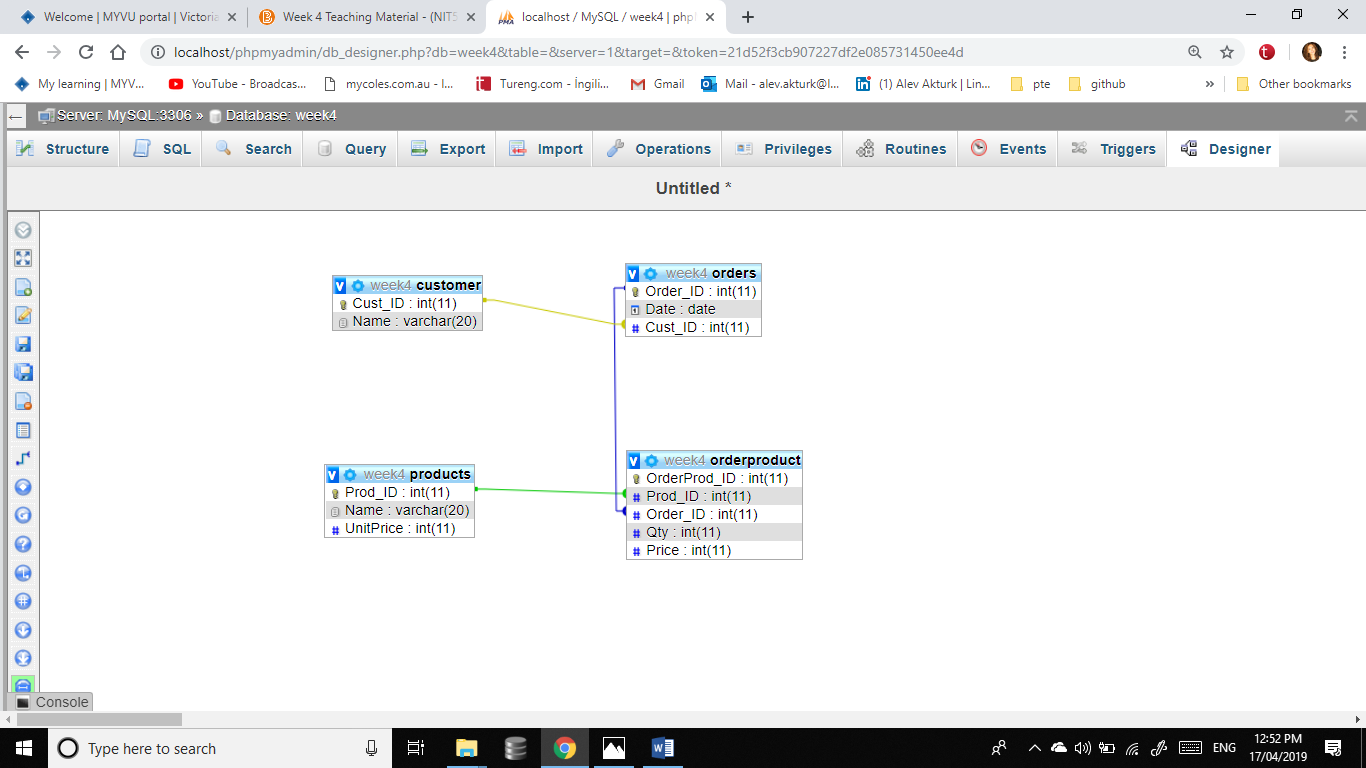 Welcome | MYVU portal | Victoria
Week 4 Teaching Material - (NIT5
localhost / MySQL / week4 | phpM
localhost/phpmyadmin/db_designer.php?db=week4&table=&server=1&target=&token=21d52f3cb907227df2e085731450ee4d
My learning | MYV... YouTube - Broadcas... mycoles.com.au - I... Tureng.com - İngili... Gmail Mail - alev.akturk@l... (1) Alev Akturk | Lin... pte github » Other bookmarks
Server: MySQL:3306 » Database: week4
Structure SQL Search Query Export Import Operations Privileges Routines Events Triggers Designer
Untitled *
week4 customer
Cust_ID : int(11)
Name : varchar(20)
week4 orders
Order_ID : int(11)
Date : date
Cust_ID : int(11)
week4 products
Prod_ID : int(11)
Name : varchar(20)
UnitPrice : int(11)
week4 orderproduct
OrderProd_ID : int(11)
Prod_ID : int(11)
Order_ID : int(11)
Qty : int(11)
Price : int(11)
Console
Type here to search
ENG
12:52 PM
17/04/2019